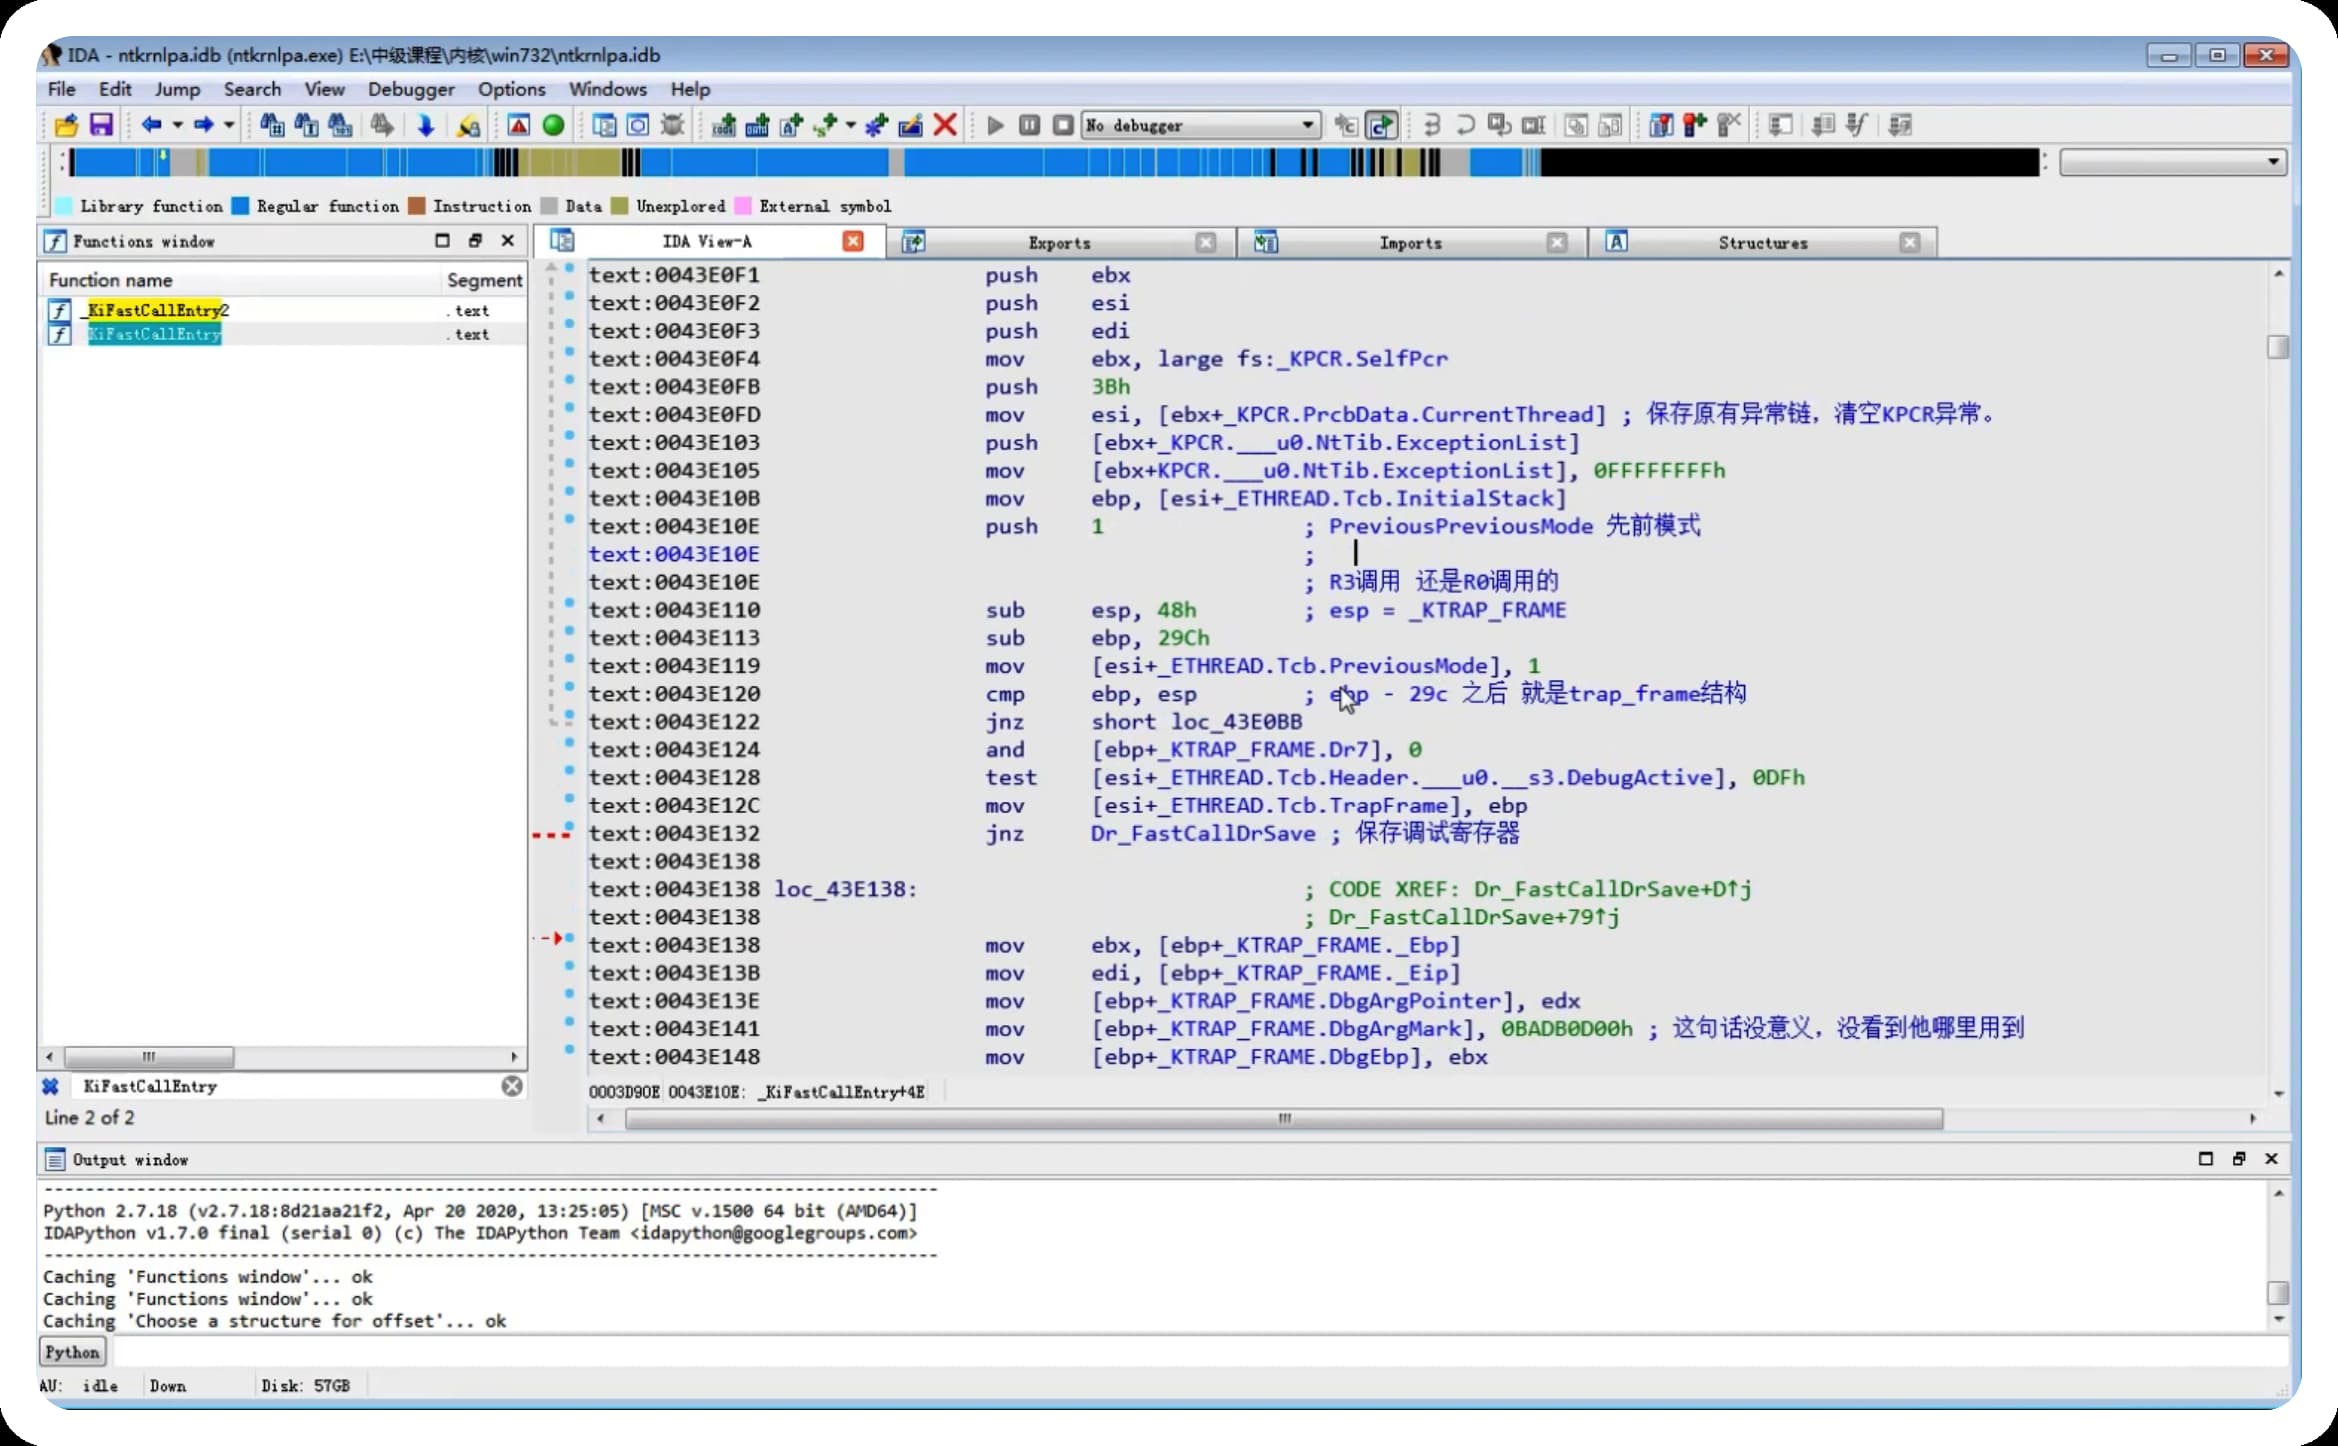 IDA - ntkrnlpa.idb (ntkrnlpa.exe) E:\中级课程\内核\win732\ntkrnlpa.idb
File Edit Jump Search View Debugger Options Windows Help
No debugger
Library function Regular function Instruction Data Unexplored External symbol
Functions window
IDA View-A Exports Imports Structures
Function name Segment
_KiFastCallEntry2 .text
_KiFastCallEntry .text
text:0043E0F1 push ebx
text:0043E0F2 push esi
text:0043E0F3 push edi
text:0043E0F4 mov ebx, large fs:_KPCR.SelfPcr
text:0043E0FB push 3Bh
text:0043E0FD mov esi, [ebx+_KPCR.PrcbData.CurrentThread] ; 保存原有异常链，清空KPCR异常。
text:0043E103 push [ebx+_KPCR.___u0.NtTib.ExceptionList]
text:0043E105 mov [ebx+KPCR.___u0.NtTib.ExceptionList], 0FFFFFFFFh
text:0043E10B mov ebp, [esi+_ETHREAD.Tcb.InitialStack]
text:0043E10E push 1 ; PreviousPreviousMode 先前模式
text:0043E10E ;
text:0043E10E ; R3调用 还是R0调用的
text:0043E110 sub esp, 48h ; esp = _KTRAP_FRAME
text:0043E113 sub ebp, 29Ch
text:0043E119 mov [esi+_ETHREAD.Tcb.PreviousMode], 1
text:0043E120 cmp ebp, esp ; ebp - 29c 之后 就是trap_frame结构
text:0043E122 jnz short loc_43E0BB
text:0043E124 and [ebp+_KTRAP_FRAME.Dr7], 0
text:0043E128 test [esi+_ETHREAD.Tcb.Header.___u0.__s3.DebugActive], 0DFh
text:0043E12C mov [esi+_ETHREAD.Tcb.TrapFrame], ebp
text:0043E132 jnz Dr_FastCallDrSave ; 保存调试寄存器
text:0043E138
text:0043E138 loc_43E138: ; CODE XREF: Dr_FastCallDrSave+D↑j
text:0043E138 ; Dr_FastCallDrSave+79↑j
text:0043E138 mov ebx, [ebp+_KTRAP_FRAME._Ebp]
text:0043E13B mov edi, [ebp+_KTRAP_FRAME._Eip]
text:0043E13E mov [ebp+_KTRAP_FRAME.DbgArgPointer], edx
text:0043E141 mov [ebp+_KTRAP_FRAME.DbgArgMark], 0BADB0D00h ; 这句话没意义，没看到他哪里用到
text:0043E148 mov [ebp+_KTRAP_FRAME.DbgEbp], ebx
KiFastCallEntry
0003D90E 0043E10E: _KiFastCallEntry+4E
Line 2 of 2
Output window
Python 2.7.18 (v2.7.18:8d21aa21f2, Apr 20 2020, 13:25:05) [MSC v.1500 64 bit (AMD64)]
IDAPython v1.7.0 final (serial 0) (c) The IDAPython Team <idapython@googlegroups.com>
Caching 'Functions window'... ok
Caching 'Functions window'... ok
Caching 'Choose a structure for offset'... ok
Python
AU: idle Down Disk: 57GB